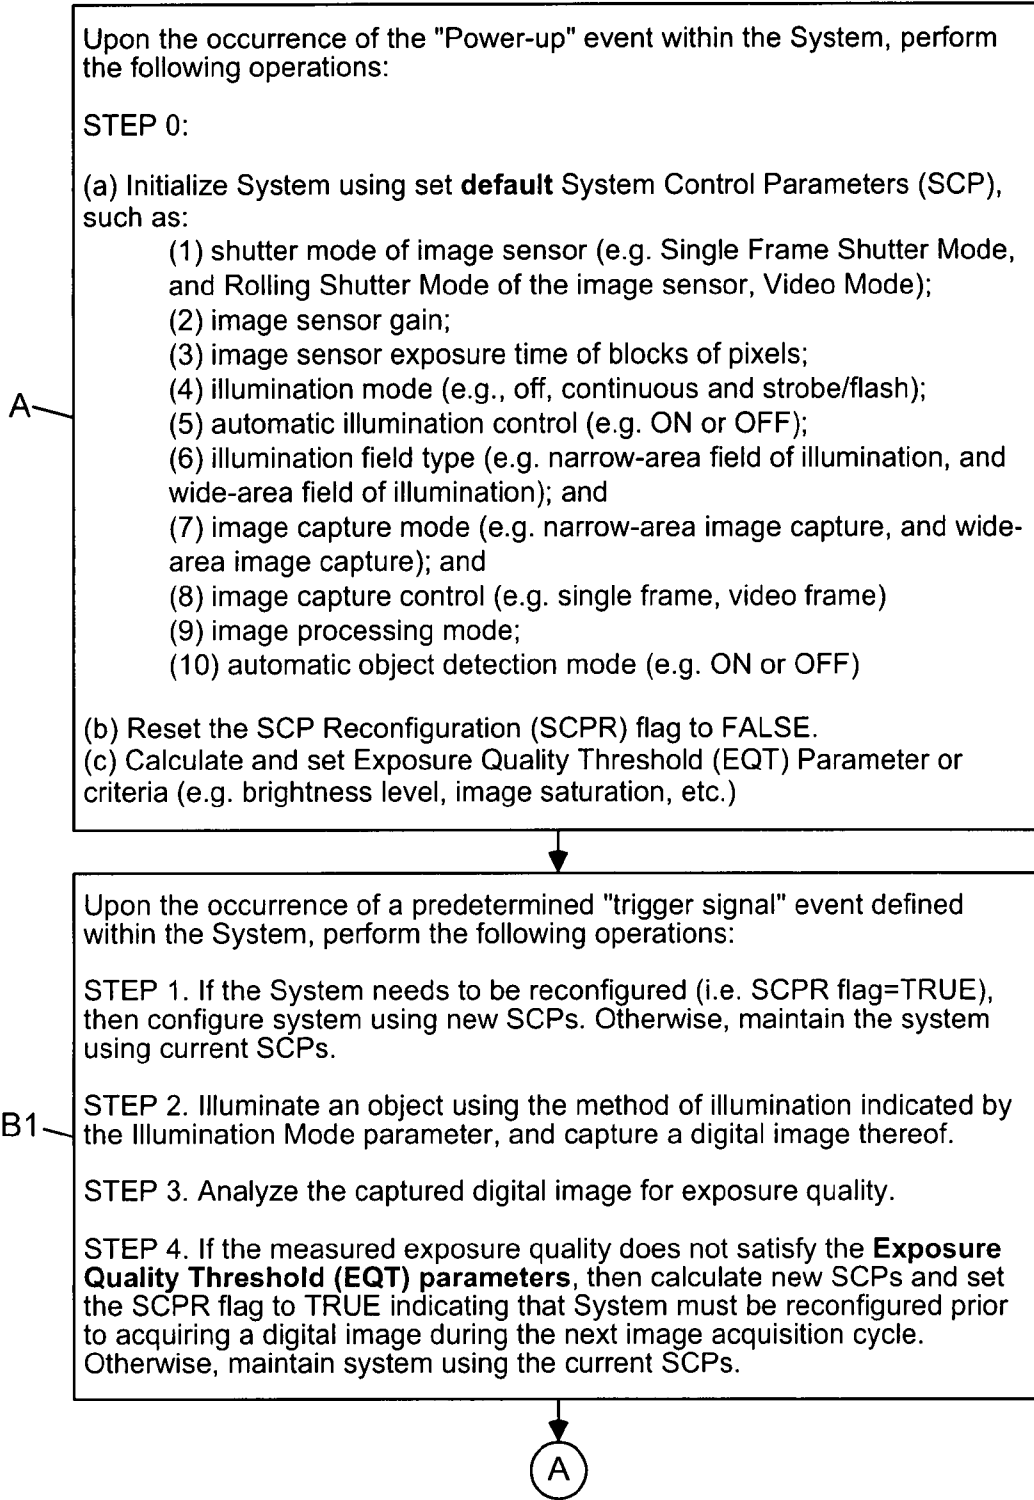 Upon the occurrence of the "Power-up" event within the System, perform
the following operations:
STEP 0:
(a) Initialize System using set default System Control Parameters (SCP),
such as:
(1) shutter mode of image sensor (e.g. Single Frame Shutter Mode,
and Rolling Shutter Mode of the image sensor, Video Mode);
(2) image sensor gain;
(3) image sensor exposure time of blocks of pixels;
(4) illumination mode (e.g., off, continuous and strobe/flash);
A
(5) automatic illumination control (e.g. ON or OFF);
(6) illumination field type (e.g. narrow-area field of illumination, and
wide-area field of illumination); and
(7) image capture mode (e.g. narrow-area image capture, and wide-
area image capture); and
(8) image capture control (e.g. single frame, video frame)
(9) image processing mode;
(10) automatic object detection mode (e.g. ON or OFF)
(b) Reset the SCP Reconfiguration (SCPR) flag to FALSE.
(c) Calculate and set Exposure Quality Threshold (EQT) Parameter or
criteria (e.g. brightness level, image saturation, etc.)
Upon the occurrence of a predetermined "trigger signal" event defined
within the System, perform the following operations:
STEP 1. If the System needs to be reconfigured (i.e. SCPR flag=TRUE),
then configure system using new SCPs. Otherwise, maintain the system
using current SCPs.
STEP 2. Illuminate an object using the method of illumination indicated by
B1
the Illumination Mode parameter, and capture a digital image thereof.
STEP 3. Analyze the captured digital image for exposure quality.
STEP 4. If the measured exposure quality does not satisfy the Exposure
Quality Threshold (EQT) parameters, then calculate new SCPs and set
the SCPR flag to TRUE indicating that System must be reconfigured prior
to acquiring a digital image during the next image acquisition cycle.
Otherwise, maintain system using the current SCPs.
A